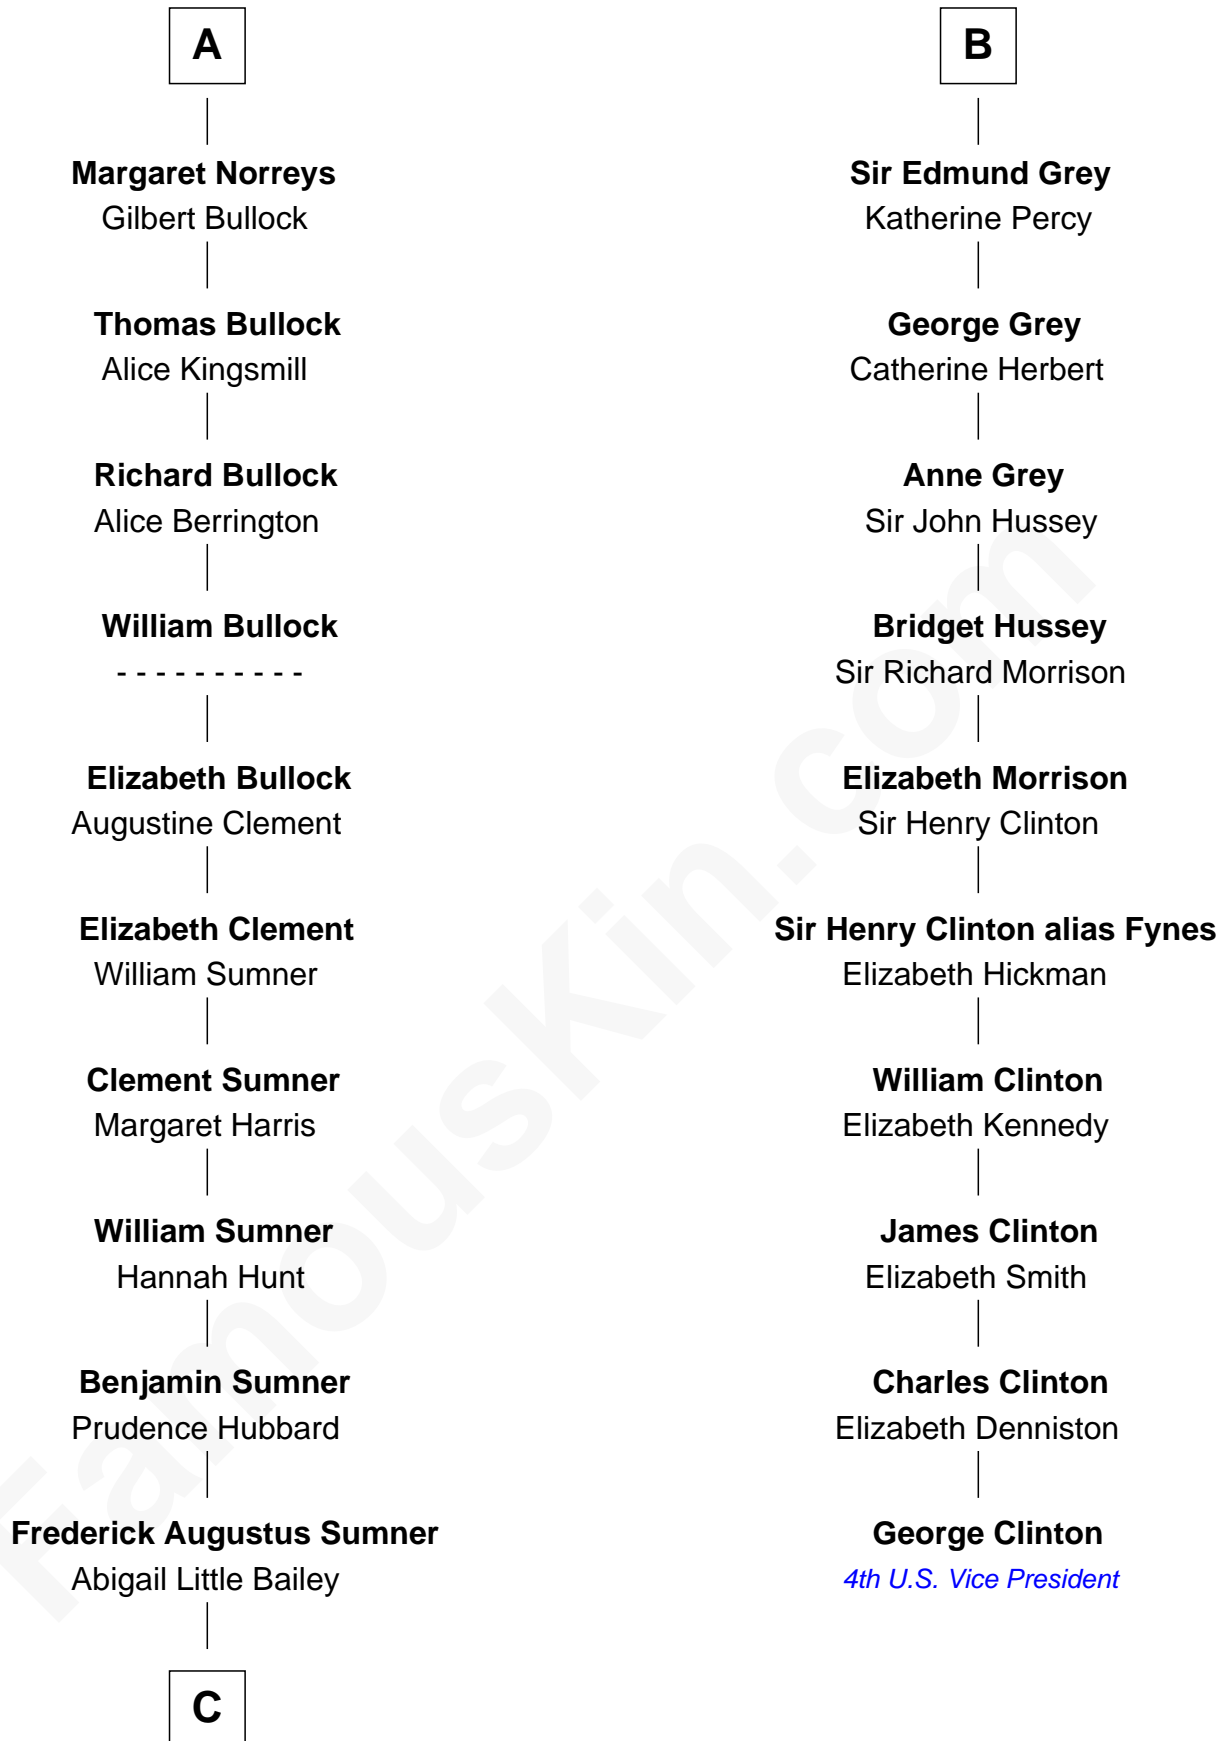 A
Margaret Norreys
Gilbert Bullock
Thomas Bullock
Alice Kingsmill
Richard Bullock
Alice Berrington
William Bullock
- - - - - - - - - -
Elizabeth Bullock
Augustine Clement
Elizabeth Clement
William Sumner
Clement Sumner
Margaret Harris
William Sumner
Hannah Hunt
Benjamin Sumner
Prudence Hubbard
Frederick Augustus Sumner
Abigail Little Bailey
C
B
Sir Edmund Grey
Katherine Percy
George Grey
Catherine Herbert
Anne Grey
Sir John Hussey
Bridget Hussey
Sir Richard Morrison
Elizabeth Morrison
Sir Henry Clinton
Sir Henry Clinton alias Fynes
Elizabeth Hickman
William Clinton
Elizabeth Kennedy
James Clinton
Elizabeth Smith
Charles Clinton
Elizabeth Denniston
George Clinton
4th U.S. Vice President
FamousKin.com